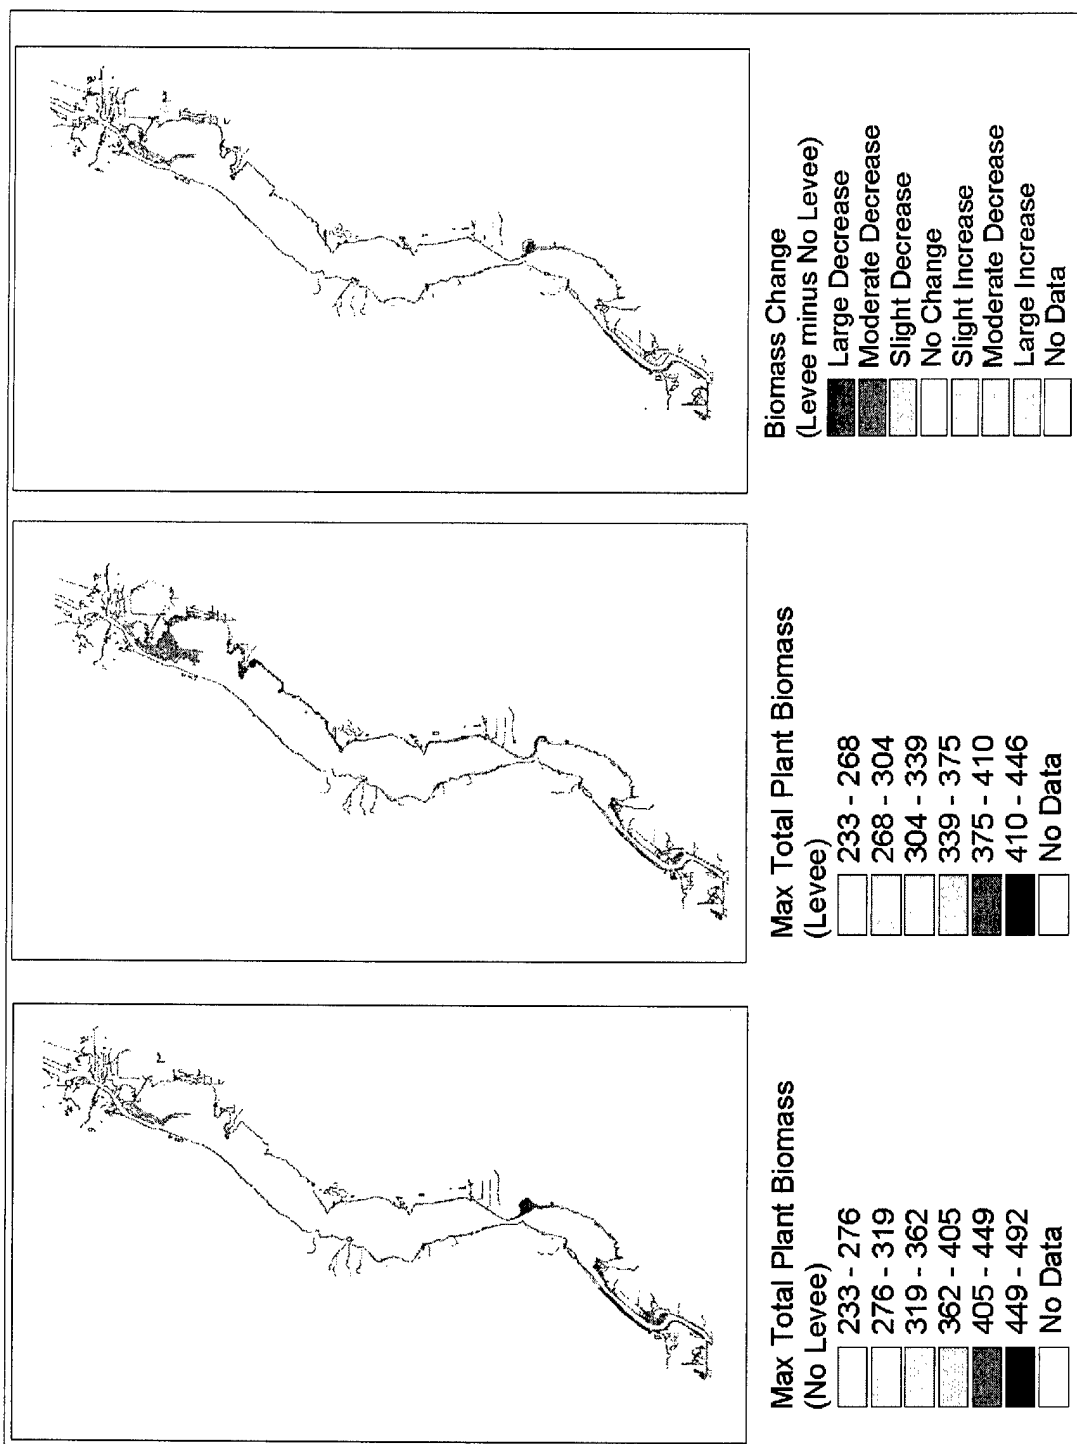 Max Total Plant Biomass
(No Levee)
233 - 276
276 - 319
319 - 362
362 - 405
405 - 449
449 - 492
No Data
Max Total Plant Biomass
(Levee)
233 - 268
268 - 304
304 - 339
339 - 375
375 - 410
410 - 446
No Data
Biomass Change
(Levee minus No Levee)
Large Decrease
Moderate Decrease
Slight Decrease
No Change
Slight Increase
Moderate Decrease
Large Increase
No Data